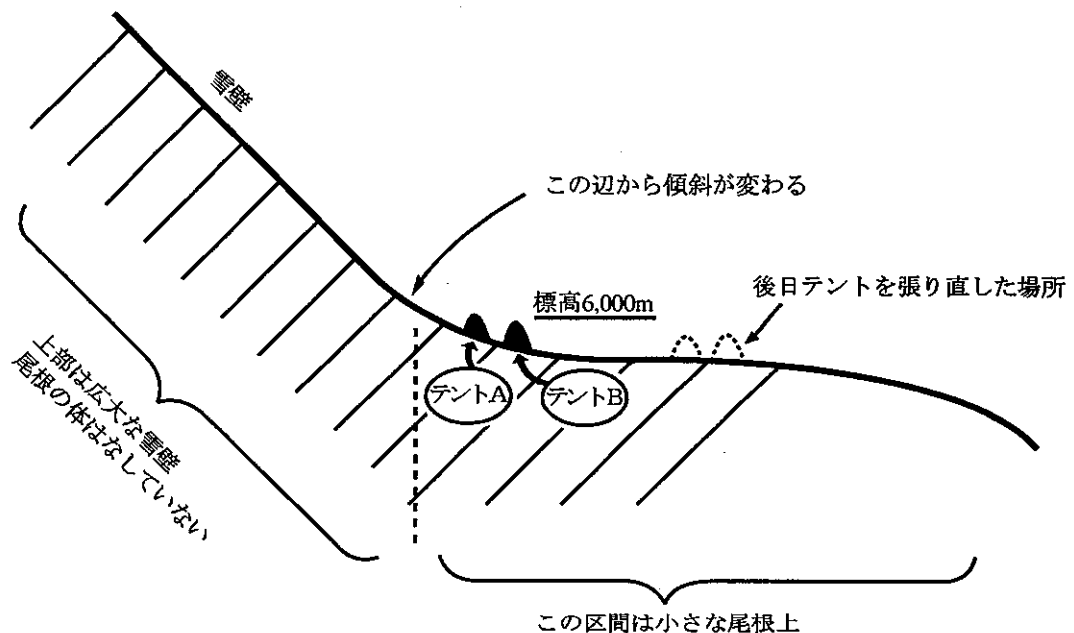 雪壁
この辺から傾斜が変わる
標高6,000m
後日テントを張り直した場所
テントA
テントB
上部は広大な雪壁
尾根の体はなしていない
この区間は小さな尾根上